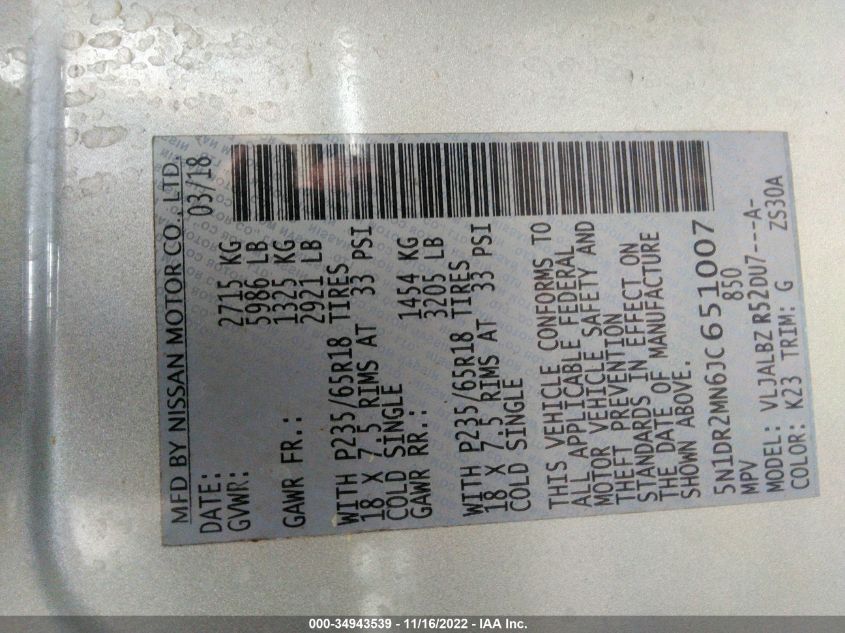 MFD BY NISSAN MOTOR CO. LTD.
DATE: 03/18
GVWR: 2715 KG
5986 LB
GAWR FR.: 1325 KG
2921 LB
WITH P235/65R18 TIRES
18 X 7.5 RIMS AT 33 PSI
COLD SINGLE
GAWR RR.: 1454 KG
3205 LB
WITH P235/65R18 TIRES
18 X 7.5 RIMS AT 33 PSI
COLD SINGLE
THIS VEHICLE CONFORMS TO
ALL APPLICABLE FEDERAL
MOTOR VEHICLE SAFETY AND
THEFT PREVENTION
STANDARDS IN EFFECT ON
THE DATE OF MANUFACTURE
SHOWN ABOVE.
5N1DR2MN6JC651007
MPV 850
MODEL: VLJALBZ R52DU7---A-
COLOR: K23 TRIM: G ZS30A
000-34943539 - 11/16/2022 - IAA Inc.